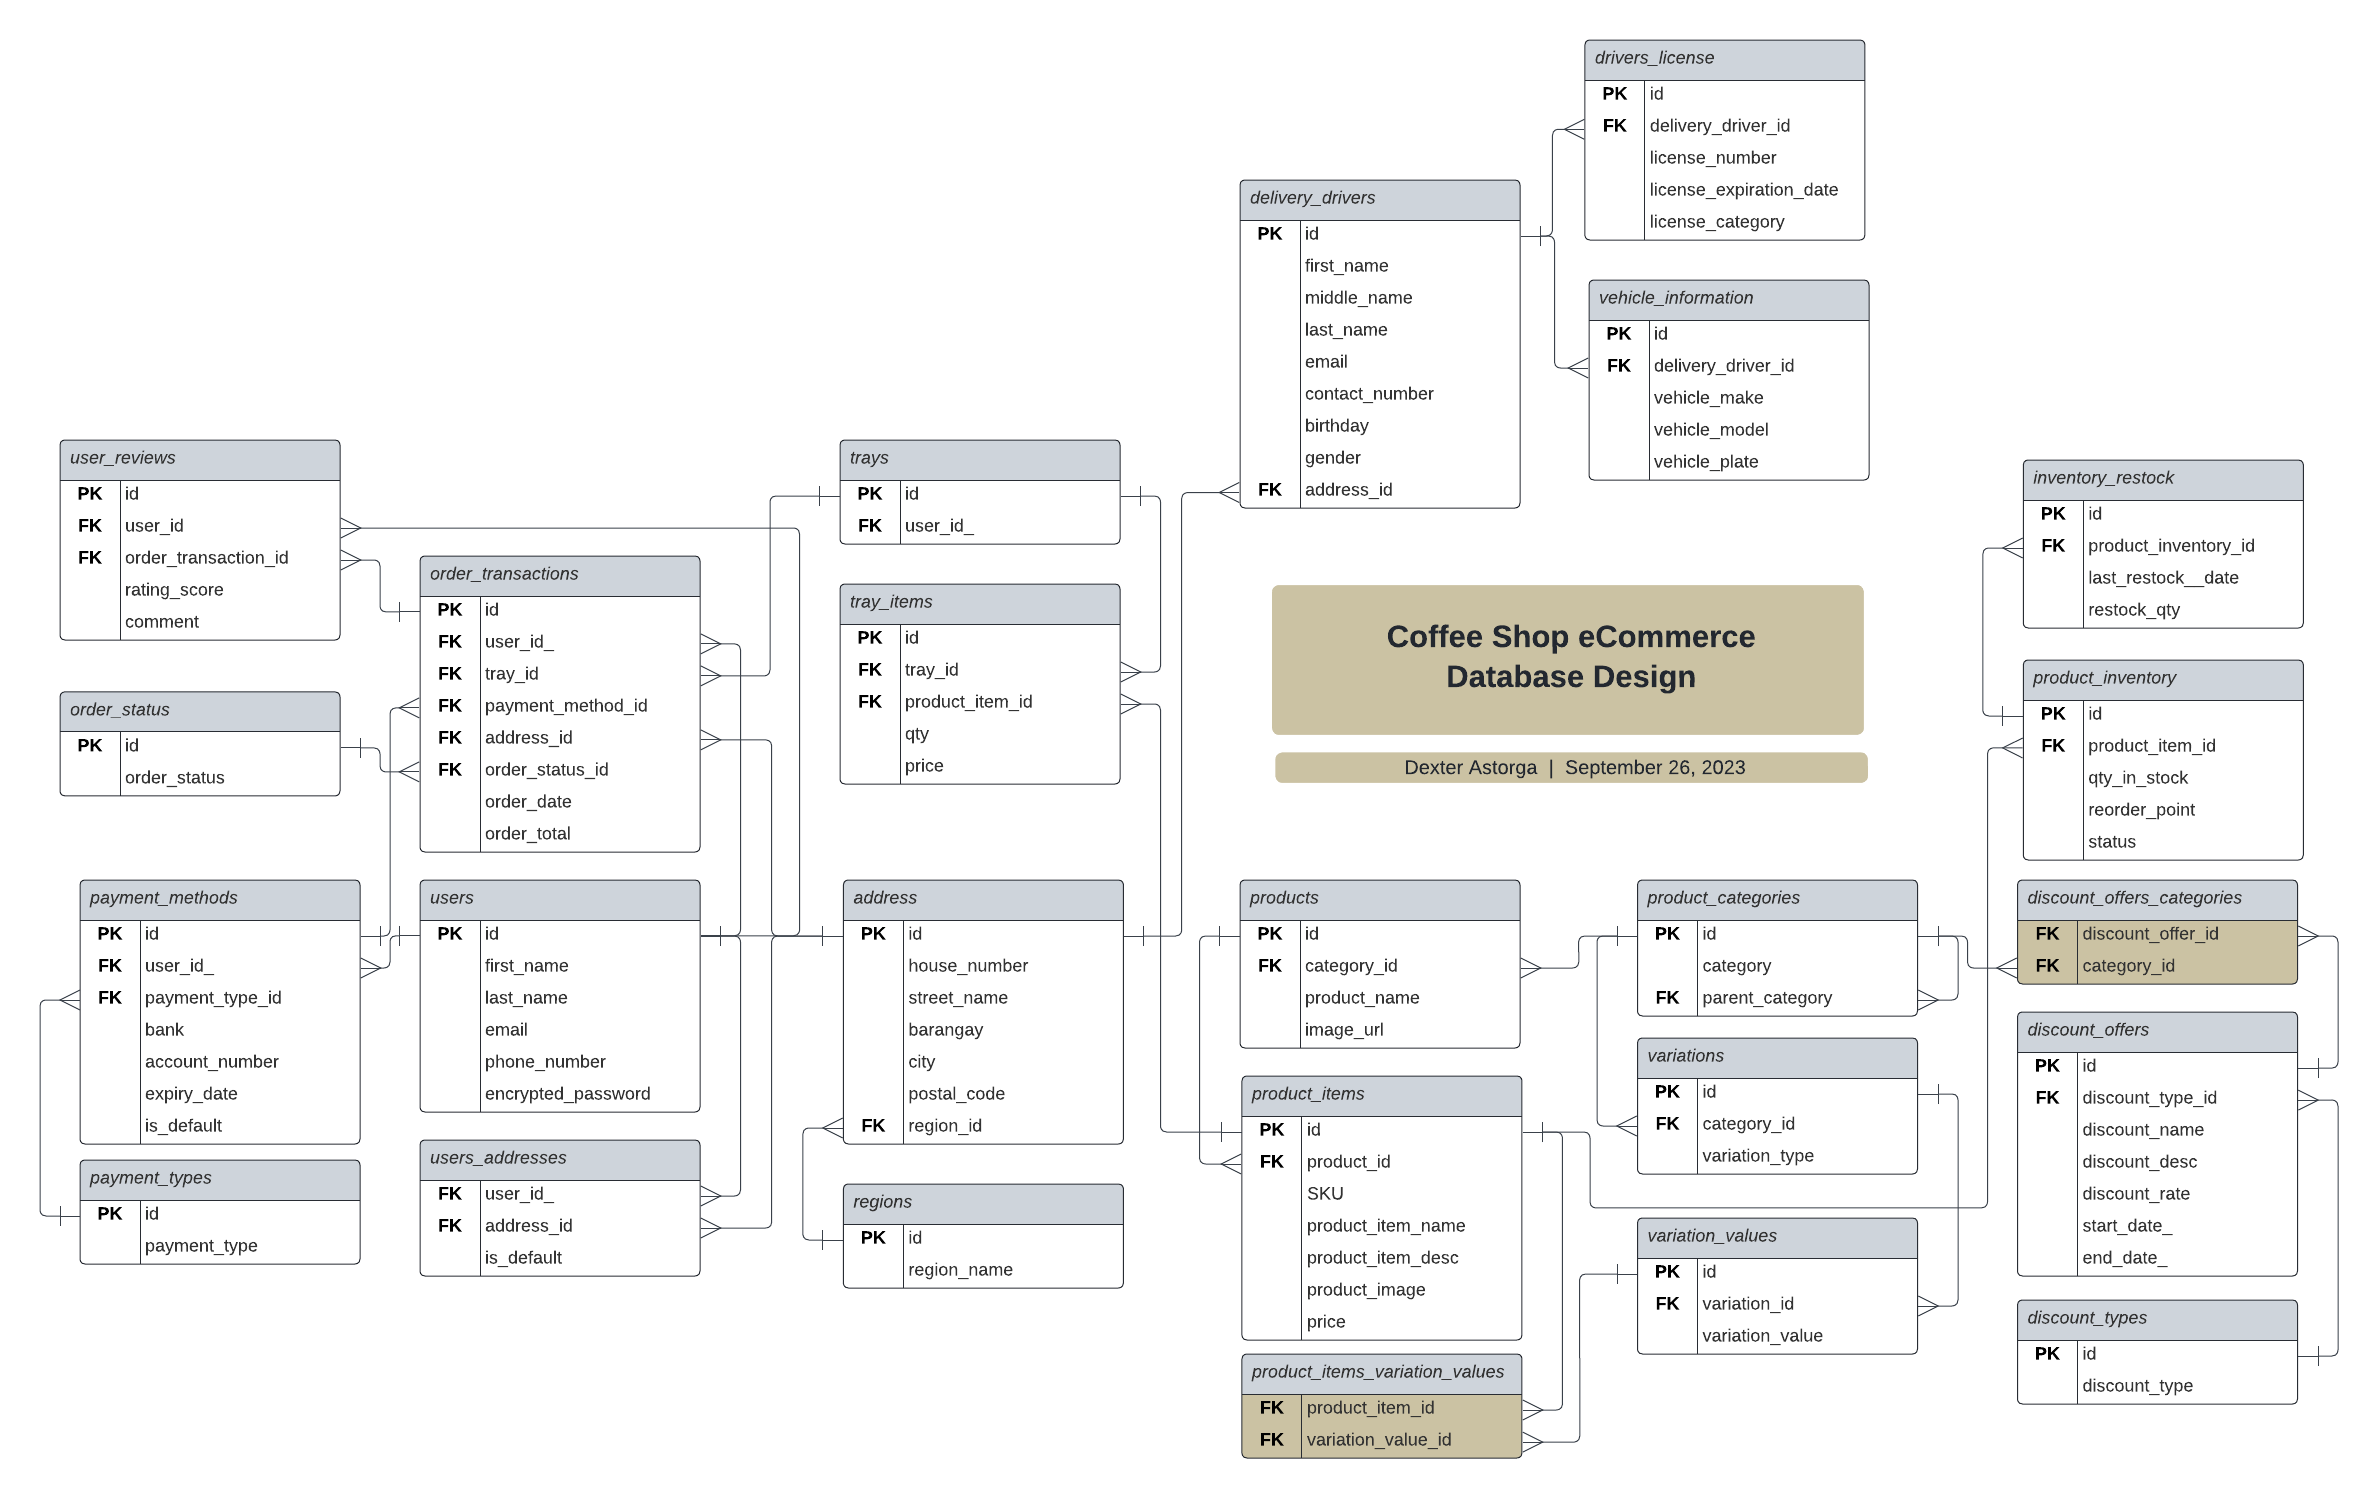 drivers_license
PK id
FK delivery_driver_id
license_number
license_expiration_date
license_category
delivery_drivers
PK id
first_name
middle_name
last_name
email
contact_number
birthday
gender
FK address_id
vehicle_information
PK id
FK delivery_driver_id
vehicle_make
vehicle_model
vehicle_plate
user_reviews
PK id
FK user_id
FK order_transaction_id
rating_score
comment
order_transactions
PK id
FK user_id_
FK tray_id
FK payment_method_id
FK address_id
FK order_status_id
order_date
order_total
trays
PK id
FK user_id_
tray_items
PK id
FK tray_id
FK product_item_id
qty
price
Coffee Shop eCommerce
Database Design
Dexter Astorga | September 26, 2023
inventory_restock
PK id
FK product_inventory_id
last_restock__date
restock_qty
product_inventory
PK id
FK product_item_id
qty_in_stock
reorder_point
status
order_status
PK id
order_status
payment_methods
PK id
FK user_id_
FK payment_type_id
bank
account_number
expiry_date
is_default
payment_types
PK id
payment_type
users
PK id
first_name
last_name
email
phone_number
encrypted_password
users_addresses
FK user_id_
FK address_id
is_default
address
PK id
house_number
street_name
barangay
city
postal_code
FK region_id
regions
PK id
region_name
products
PK id
FK category_id
product_name
image_url
product_items
PK id
FK product_id
SKU
product_item_name
product_item_desc
product_image
price
product_items_variation_values
FK product_item_id
FK variation_value_id
product_categories
PK id
category
FK parent_category
variations
PK id
FK category_id
variation_type
variation_values
PK id
FK variation_id
variation_value
discount_offers_categories
FK discount_offer_id
FK category_id
discount_offers
PK id
FK discount_type_id
discount_name
discount_desc
discount_rate
start_date_
end_date_
discount_types
PK id
discount_type